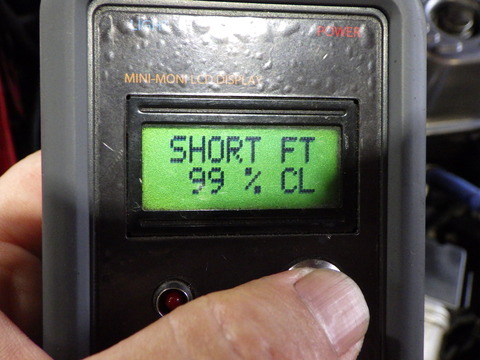 POWER
MINI-MONI LCD DISPLAY
SHORT FT
99 % CL